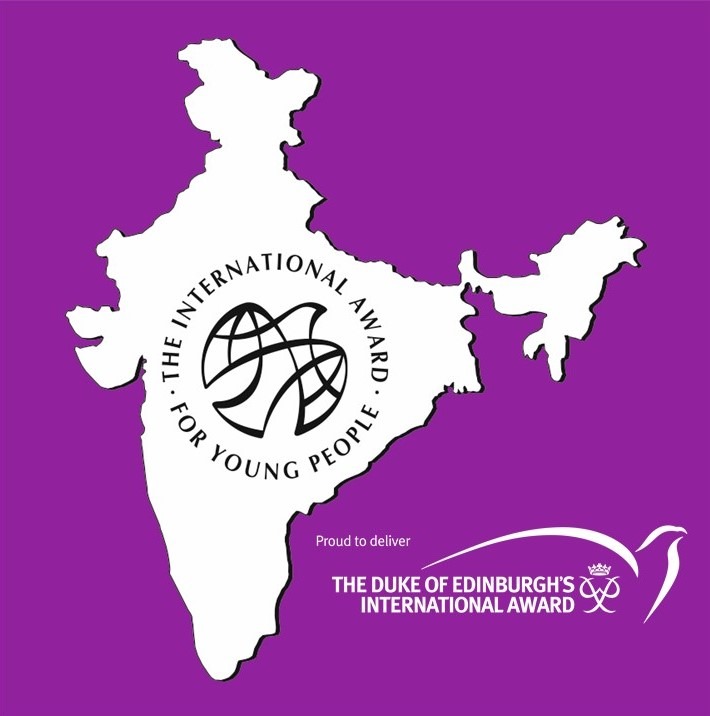 · THE INTERNATIONAL AWARD ·
FOR YOUNG PEOPLE
Proud to deliver
THE DUKE OF EDINBURGH'S
INTERNATIONAL AWARD